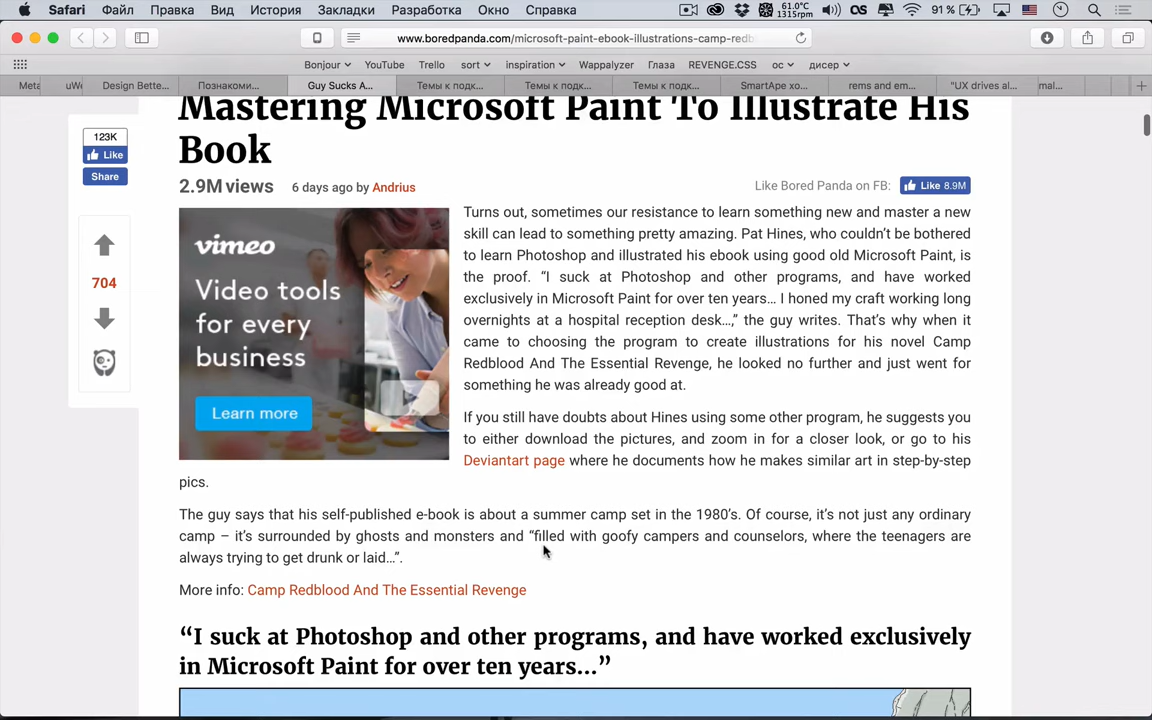 Safari Файл Правка Вид История Закладки Разработка Окно Справка 61.0°C 1315rpm 91 %
www.boredpanda.com/microsoft-paint-ebook-illustrations-camp-redb
Bonjour YouTube Trello sort inspiration Wappalyzer Глаза REVENGE.CSS ос дисер
Meta uWe Design Bette... Познакоми... Guy Sucks A... Темы к подк... Темы к подк... Темы к подк... SmartApe хо... rems and em... "UX drives al... mal...
Mastering Microsoft Paint To Illustrate His
Book
123K
Like
Share
2.9M views 6 days ago by Andrius Like Bored Panda on FB: Like 8.9M
704
vimeo
Video tools
for every
business
Learn more
Turns out, sometimes our resistance to learn something new and master a new
skill can lead to something pretty amazing. Pat Hines, who couldn't be bothered
to learn Photoshop and illustrated his ebook using good old Microsoft Paint, is
the proof. “I suck at Photoshop and other programs, and have worked
exclusively in Microsoft Paint for over ten years… I honed my craft working long
overnights at a hospital reception desk…,” the guy writes. That’s why when it
came to choosing the program to create illustrations for his novel Camp
Redblood And The Essential Revenge, he looked no further and just went for
something he was already good at.
If you still have doubts about Hines using some other program, he suggests you
to either download the pictures, and zoom in for a closer look, or go to his
Deviantart page where he documents how he makes similar art in step-by-step
pics.
The guy says that his self-published e-book is about a summer camp set in the 1980’s. Of course, it’s not just any ordinary
camp – it’s surrounded by ghosts and monsters and “filled with goofy campers and counselors, where the teenagers are
always trying to get drunk or laid…”.
More info: Camp Redblood And The Essential Revenge
“I suck at Photoshop and other programs, and have worked exclusively
in Microsoft Paint for over ten years…”